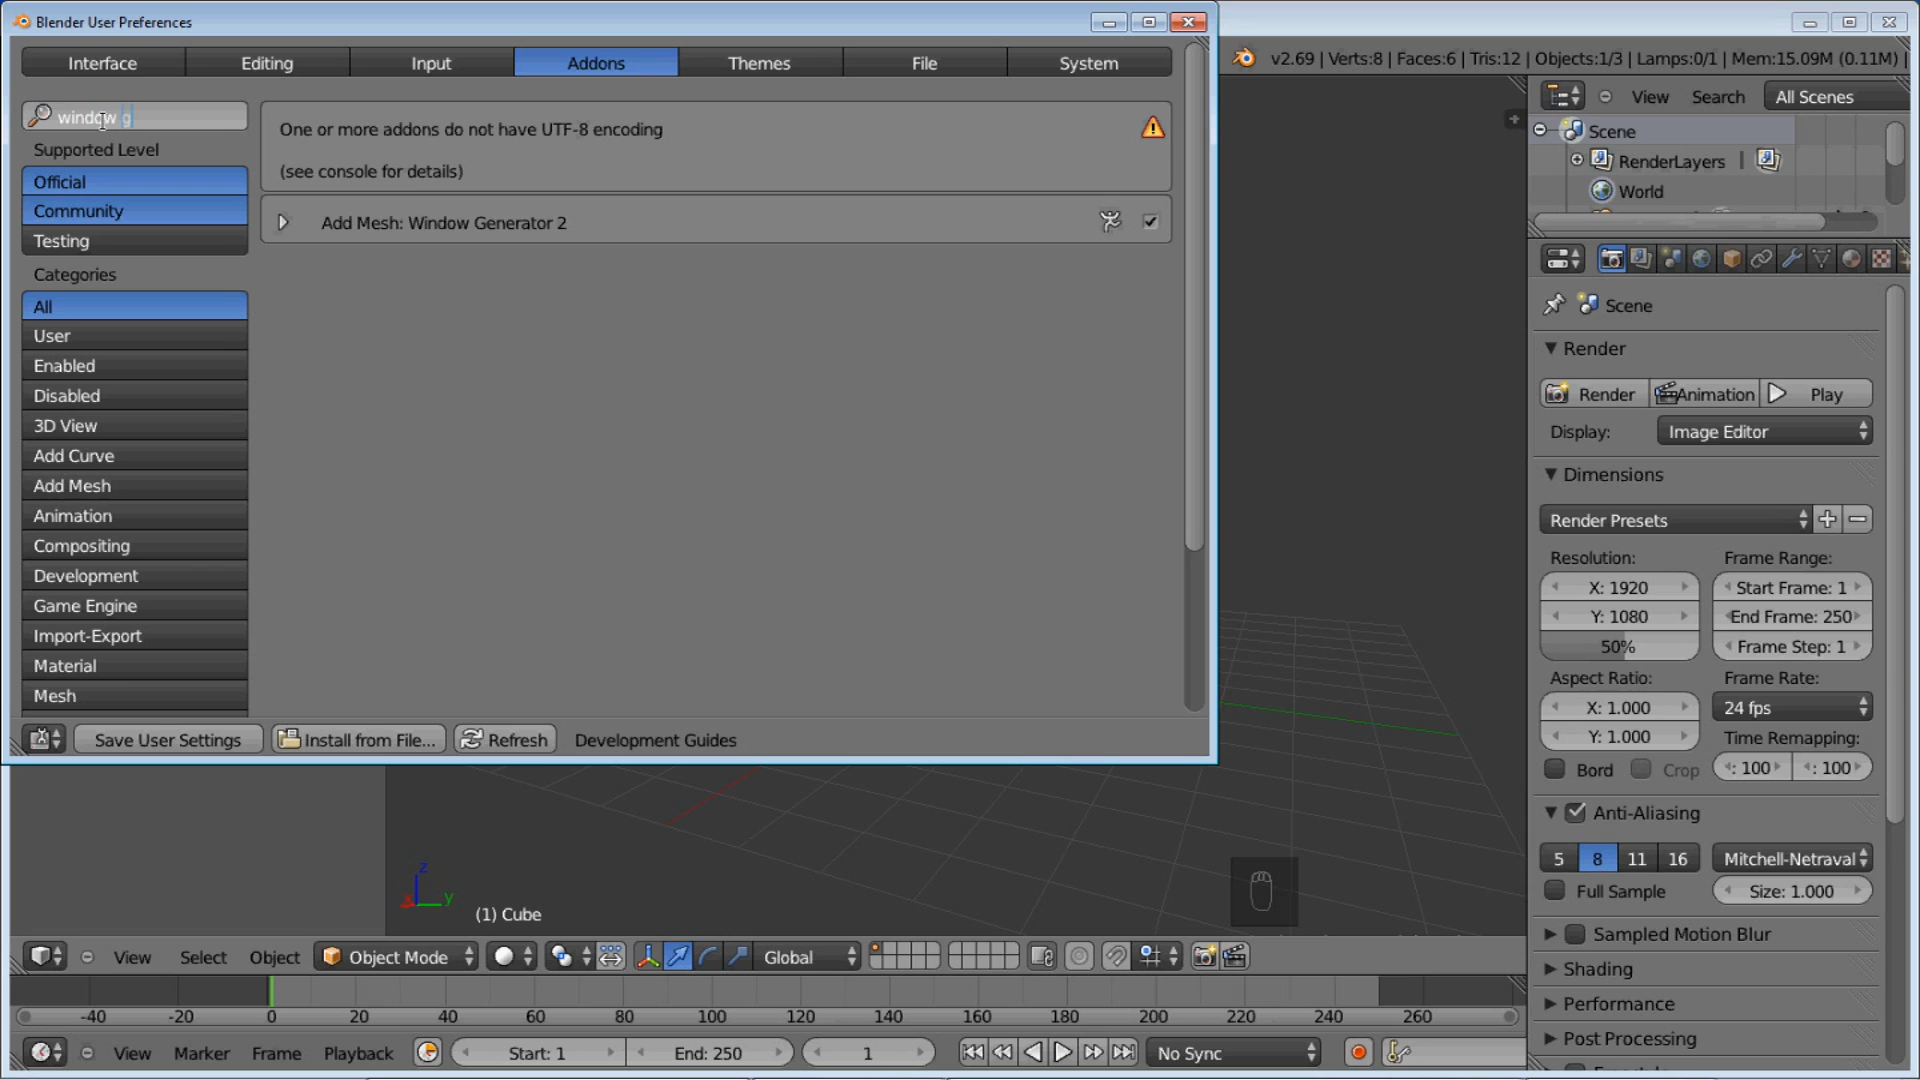 Blender User Preferences
Interface
Editing
Input
Addons
Themes
File
System
window g
Supported Level
Official
Community
Testing
Categories
All
User
Enabled
Disabled
3D View
Add Curve
Add Mesh
Animation
Compositing
Development
Game Engine
Import-Export
Material
Mesh
One or more addons do not have UTF-8 encoding
(see console for details)
Add Mesh: Window Generator 2
Save User Settings
Install from File...
Refresh
Development Guides
v2.69 | Verts:8 | Faces:6 | Tris:12 | Objects:1/3 | Lamps:0/1 | Mem:15.09M (0.11M) |
View
Search
All Scenes
Scene
RenderLayers |
World
Scene
Render
Render
Animation
Play
Display:
Image Editor
Dimensions
Render Presets
Resolution:
Frame Range:
X: 1920
Start Frame: 1
Y: 1080
End Frame: 250
50%
Frame Step: 1
Aspect Ratio:
Frame Rate:
X: 1.000
24 fps
Y: 1.000
Time Remapping:
Bord
Crop
: 100
: 100
Anti-Aliasing
5
8
11
16
Mitchell-Netraval
Full Sample
Size: 1.000
Sampled Motion Blur
Shading
Performance
Post Processing
z
x
y
(1) Cube
View
Select
Object
Object Mode
Global
-40
-20
0
20
40
60
80
100
120
140
160
180
200
220
240
260
View
Marker
Frame
Playback
Start: 1
End: 250
1
No Sync